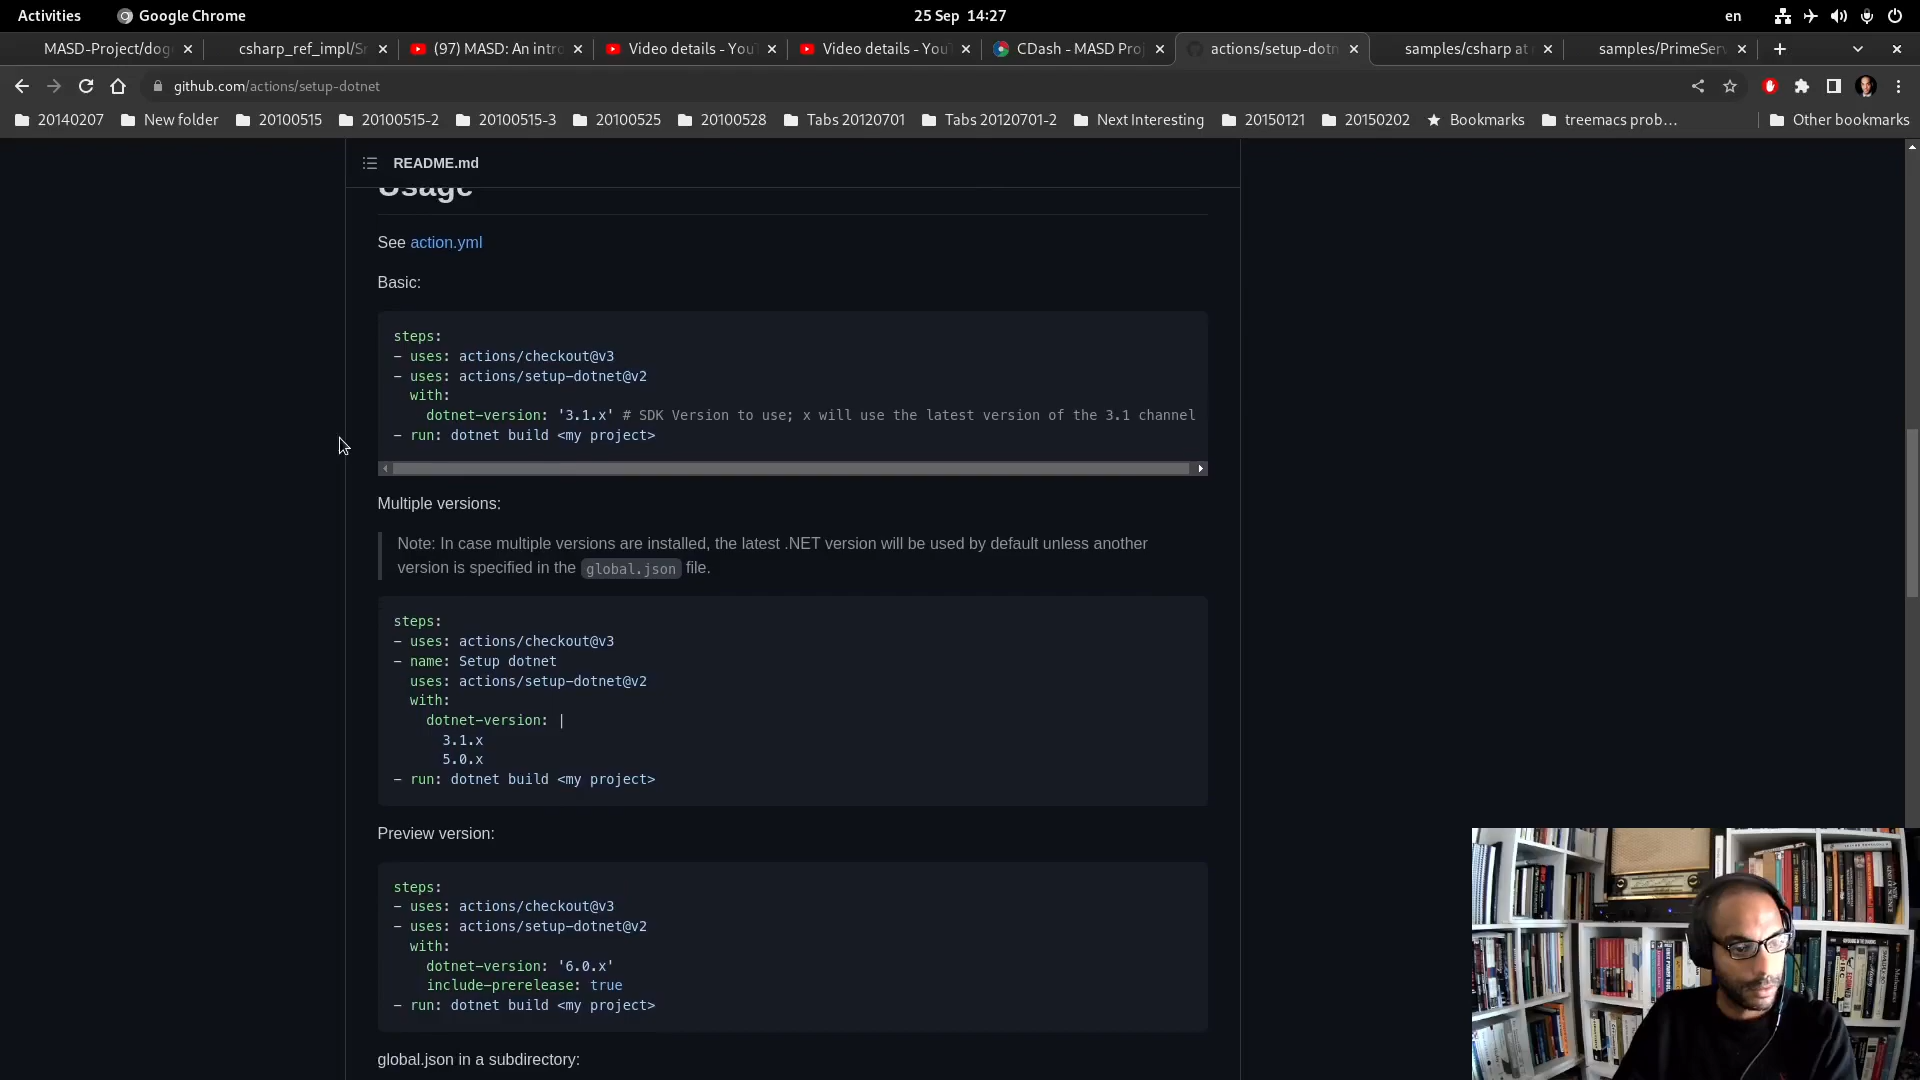 Activities
Google Chrome
25 Sep 14:27
en
MASD-Project/dog
csharp_ref_impl/Sr
(97) MASD: An intr
Video details - You
Video details - YouT
CDash - MASD Proj
actions/setup-dotn
samples/csharp at
samples/PrimeServ
github.com/actions/setup-dotnet
20140207
New folder
20100515
20100515-2
20100515-3
20100525
20100528
Tabs 20120701
Tabs 20120701-2
Next Interesting
20150121
20150202
Bookmarks
treemacs prob…
Other bookmarks
README.md
Usage
See action.yml
Basic:
steps:
- uses: actions/checkout@v3
- uses: actions/setup-dotnet@v2
with:
dotnet-version: '3.1.x' # SDK Version to use; x will use the latest version of the 3.1 channel
- run: dotnet build <my project>
Multiple versions:
Note: In case multiple versions are installed, the latest .NET version will be used by default unless another
version is specified in the global.json file.
steps:
- uses: actions/checkout@v3
- name: Setup dotnet
uses: actions/setup-dotnet@v2
with:
dotnet-version: |
3.1.x
5.0.x
- run: dotnet build <my project>
Preview version:
steps:
- uses: actions/checkout@v3
- uses: actions/setup-dotnet@v2
with:
dotnet-version: '6.0.x'
include-prerelease: true
- run: dotnet build <my project>
global.json in a subdirectory: